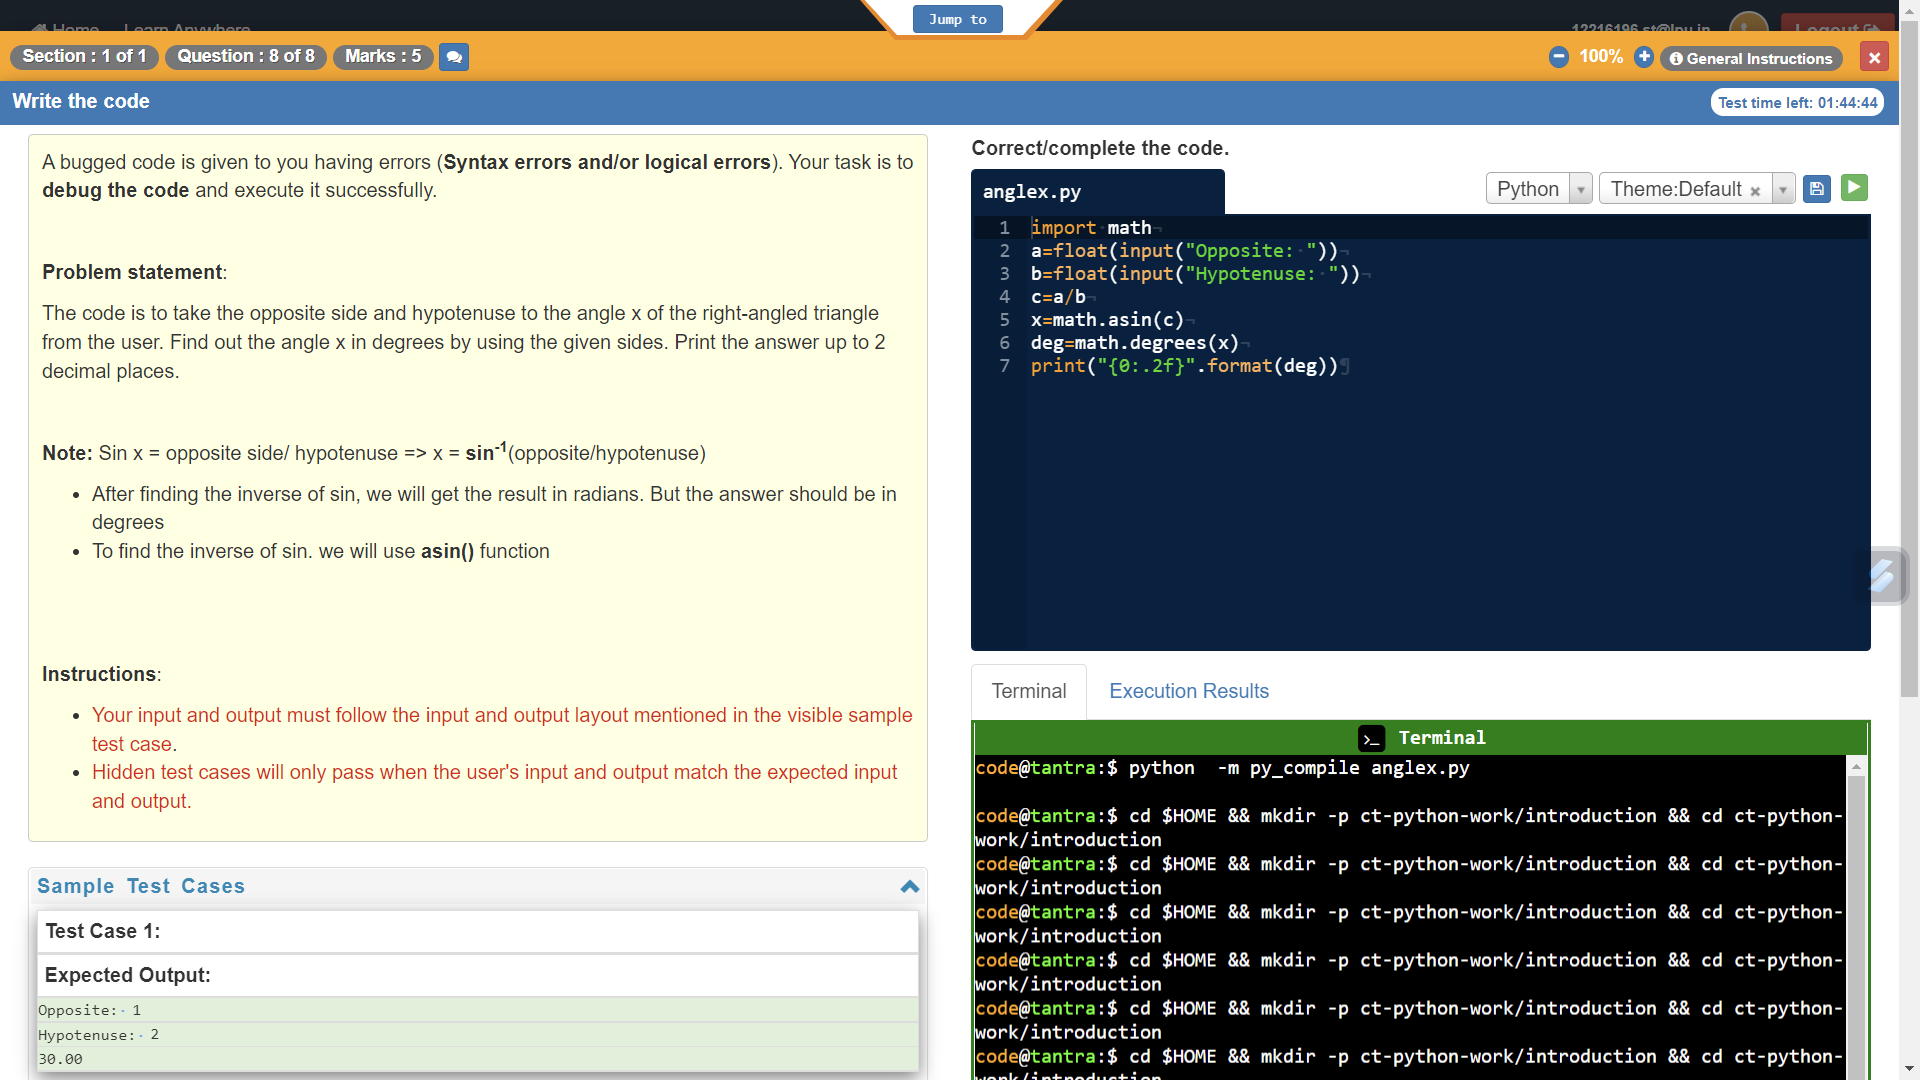 Home Learn Anywhere
Jump to
12216196.st@lpu.in
Logout
Section : 1 of 1
Question : 8 of 8
Marks : 5
100%
General Instructions
Write the code
Test time left: 01:44:44
A bugged code is given to you having errors (Syntax errors and/or logical errors). Your task is to
debug the code and execute it successfully.
Problem statement:
The code is to take the opposite side and hypotenuse to the angle x of the right-angled triangle
from the user. Find out the angle x in degrees by using the given sides. Print the answer up to 2
decimal places.
Note: Sin x = opposite side/ hypotenuse => x = sin-1(opposite/hypotenuse)
• After finding the inverse of sin, we will get the result in radians. But the answer should be in
degrees
• To find the inverse of sin. we will use asin() function
Instructions:
• Your input and output must follow the input and output layout mentioned in the visible sample
test case.
• Hidden test cases will only pass when the user's input and output match the expected input
and output.
Sample Test Cases
Test Case 1:
Expected Output:
Opposite:· 1
Hypotenuse:· 2
30.00
Correct/complete the code.
anglex.py
Python
Theme:Default ×
1 import·math¬
2 a=float(input("Opposite:·"))¬
3 b=float(input("Hypotenuse:·"))¬
4 c=a/b¬
5 x=math.asin(c)¬
6 deg=math.degrees(x)¬
7 print("{0:.2f}".format(deg))¶
Terminal
Execution Results
Terminal
code@tantra:$ python  -m py_compile anglex.py
code@tantra:$ cd $HOME && mkdir -p ct-python-work/introduction && cd ct-python-
work/introduction
code@tantra:$ cd $HOME && mkdir -p ct-python-work/introduction && cd ct-python-
work/introduction
code@tantra:$ cd $HOME && mkdir -p ct-python-work/introduction && cd ct-python-
work/introduction
code@tantra:$ cd $HOME && mkdir -p ct-python-work/introduction && cd ct-python-
work/introduction
code@tantra:$ cd $HOME && mkdir -p ct-python-work/introduction && cd ct-python-
work/introduction
code@tantra:$ cd $HOME && mkdir -p ct-python-work/introduction && cd ct-python-
work/introduction